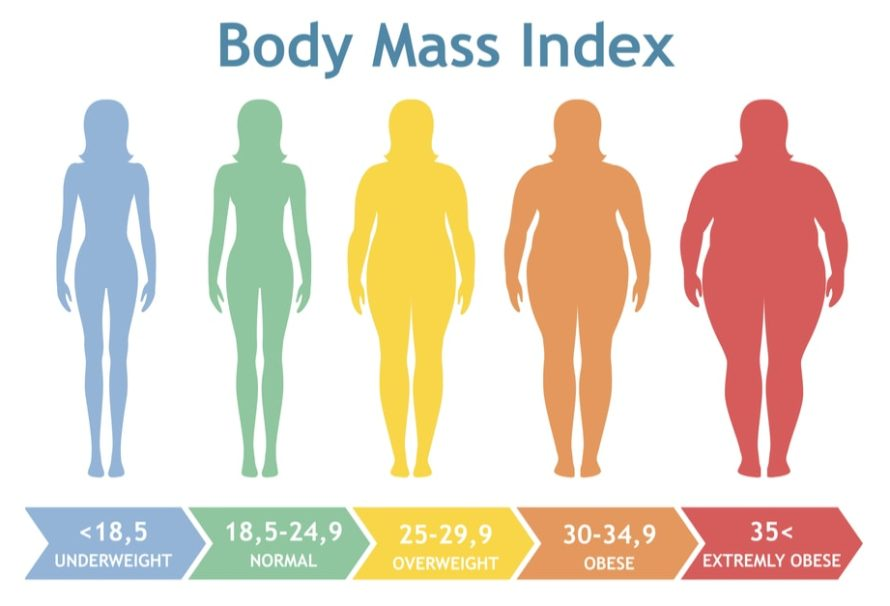 Body Mass Index
<18,5
UNDERWEIGHT
18,5-24,9
NORMAL
25-29,9
OVERWEIGHT
30-34,9
OBESE
35<
EXTREMLY OBESE